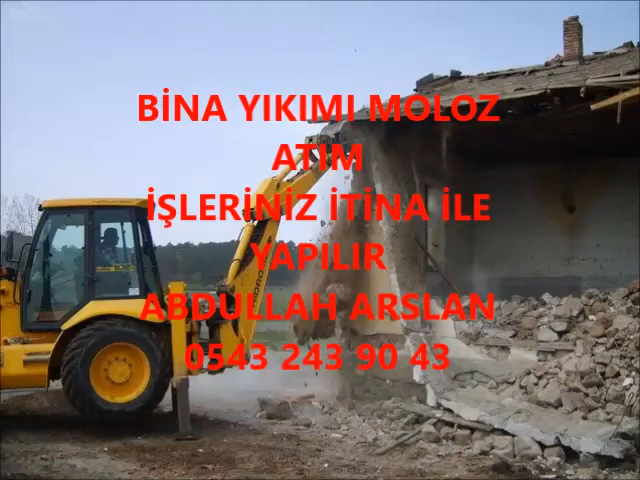 BİNA YIKIMI MOLOZ
ATIM
İŞLERİNİZ İTİNA İLE
YAPILIR
ABDULLAH ARSLAN
0543 243 90 43